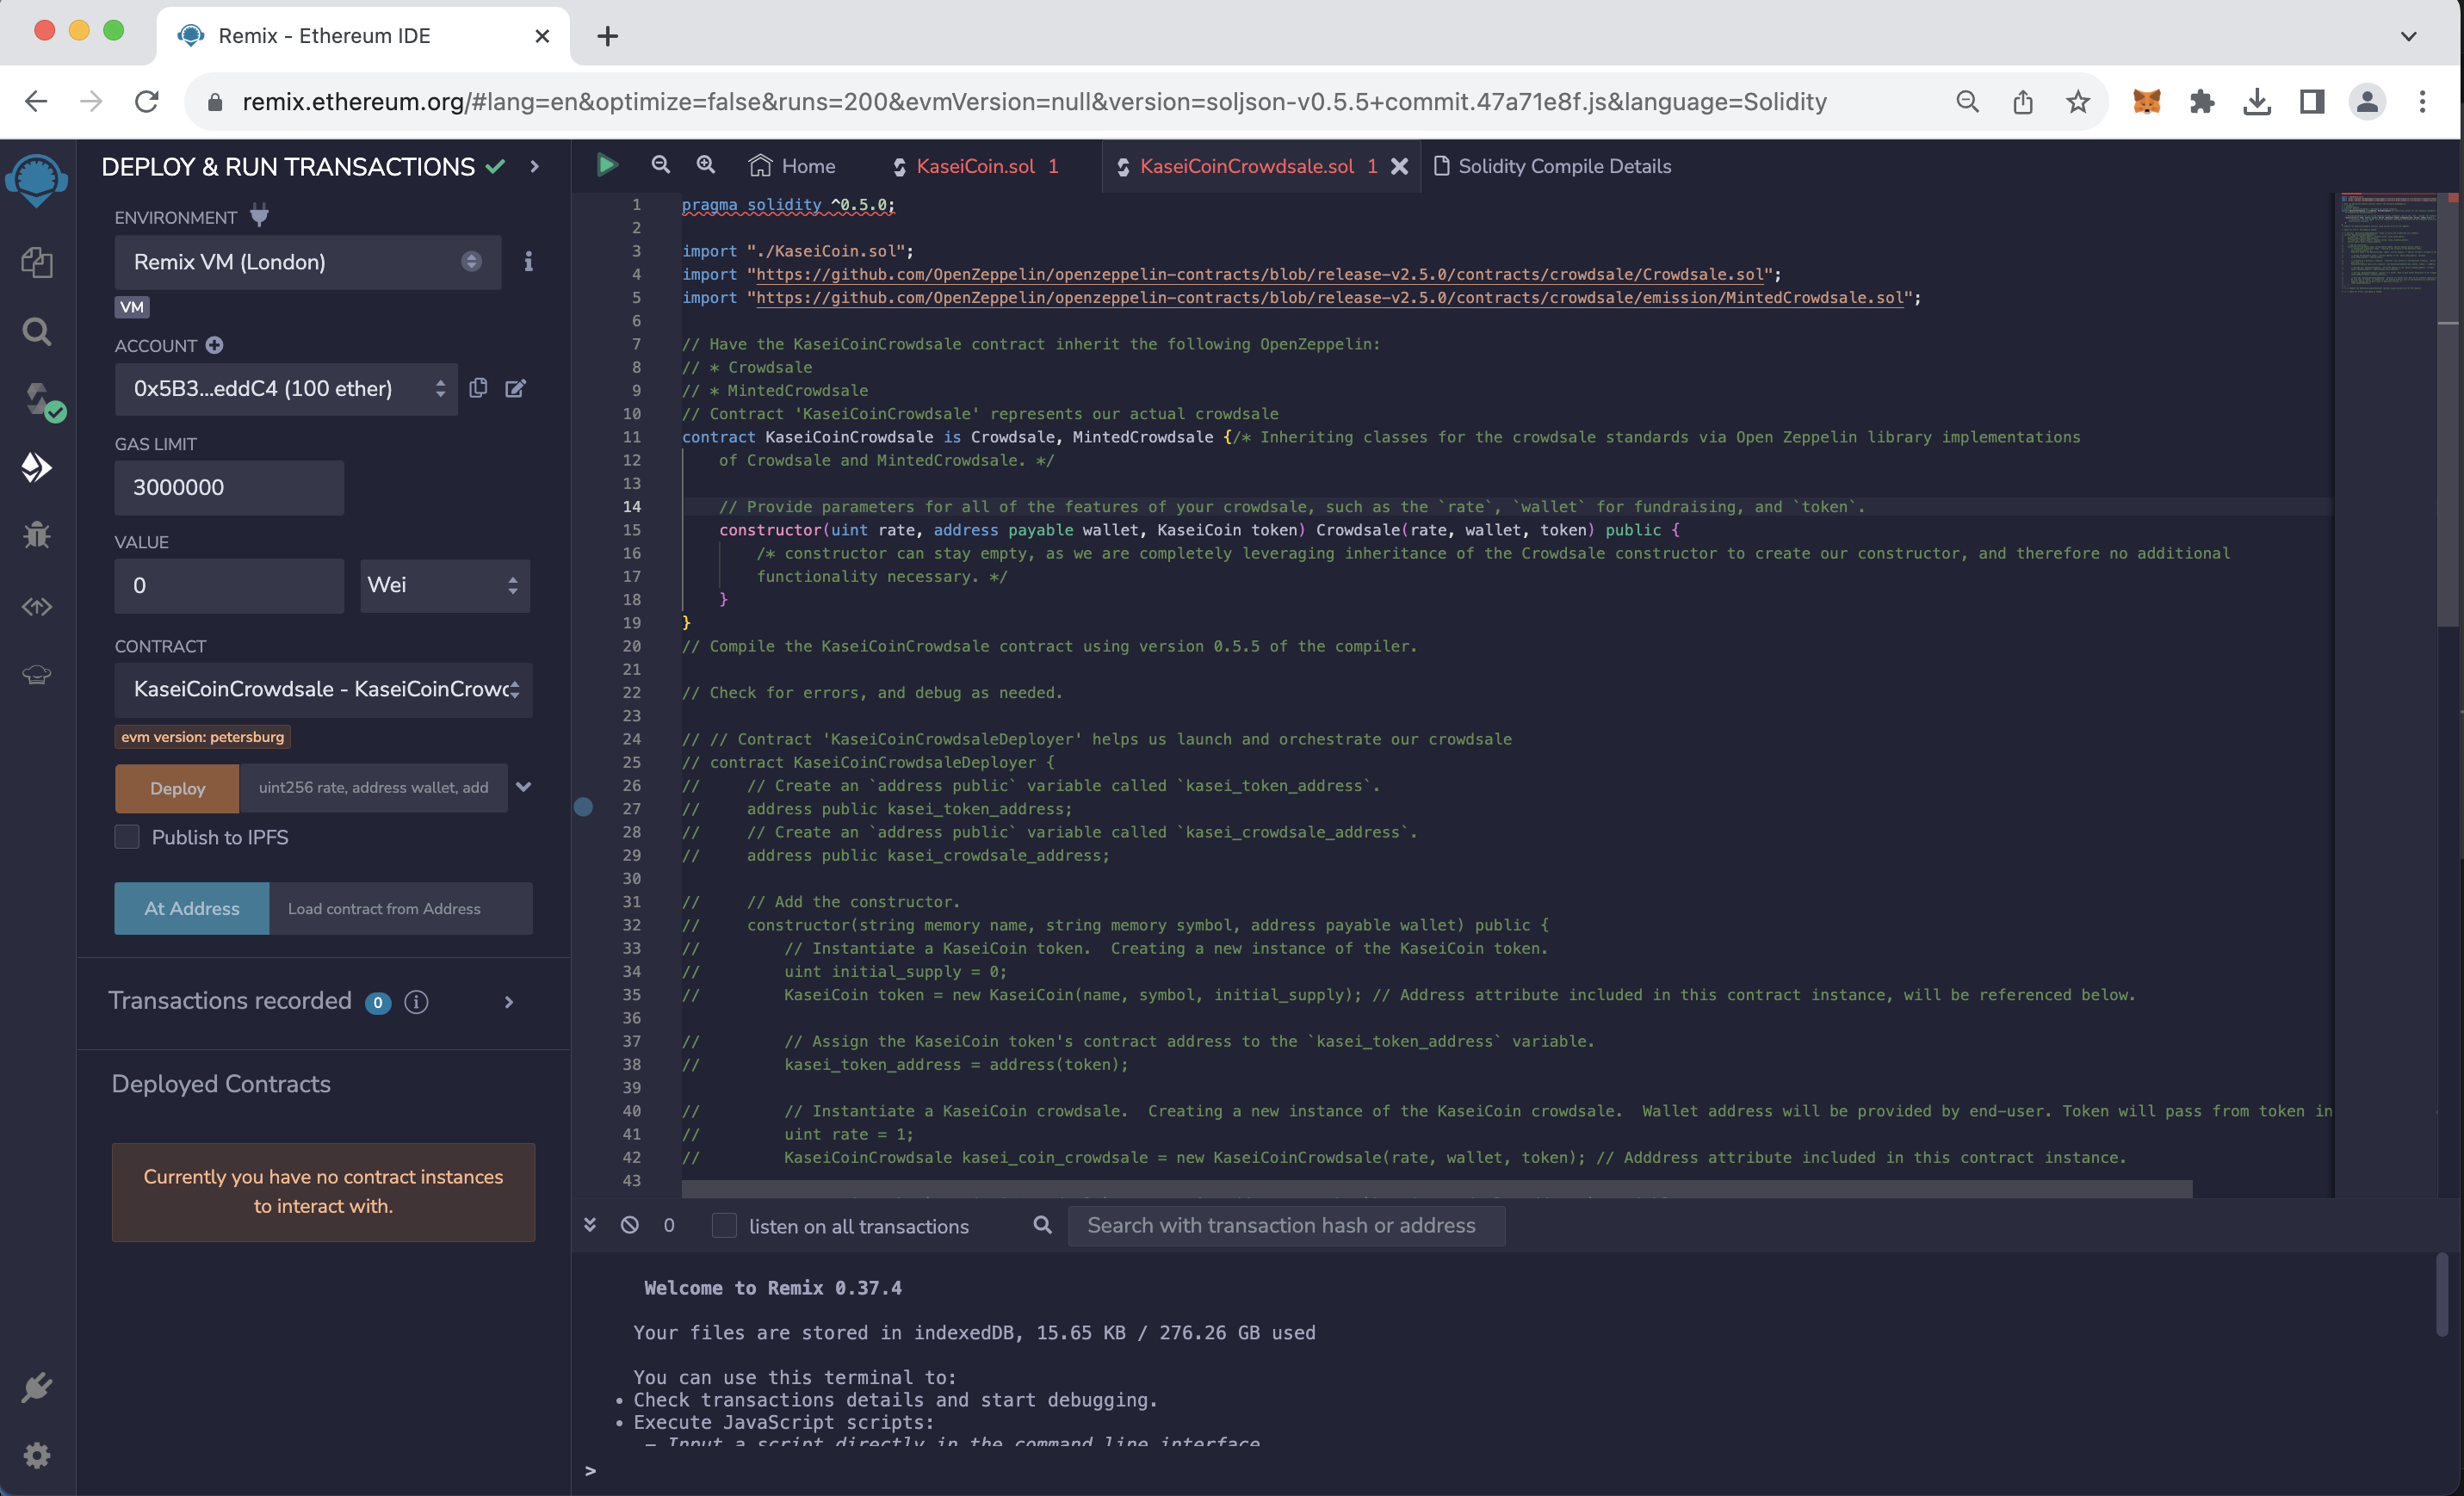 Remix - Ethereum IDE
remix.ethereum.org/#lang=en&optimize=false&runs=200&evmVersion=null&version=soljson-v0.5.5+commit.47a71e8f.js&language=Solidity
DEPLOY & RUN TRANSACTIONS
ENVIRONMENT
Remix VM (London)
VM
ACCOUNT
0x5B3...eddC4 (100 ether)
GAS LIMIT
3000000
VALUE
0
Wei
CONTRACT
KaseiCoinCrowdsale - KaseiCoinCrowd
evm version: petersburg
Deploy
uint256 rate, address wallet, add
Publish to IPFS
At Address
Load contract from Address
Transactions recorded 0
Deployed Contracts
Currently you have no contract instances
to interact with.
Home
KaseiCoin.sol 1
KaseiCoinCrowdsale.sol 1
Solidity Compile Details
1 pragma solidity ^0.5.0;
2
3 import "./KaseiCoin.sol";
4 import "https://github.com/OpenZeppelin/openzeppelin-contracts/blob/release-v2.5.0/contracts/crowdsale/Crowdsale.sol";
5 import "https://github.com/OpenZeppelin/openzeppelin-contracts/blob/release-v2.5.0/contracts/crowdsale/emission/MintedCrowdsale.sol";
6
7 // Have the KaseiCoinCrowdsale contract inherit the following OpenZeppelin:
8 // * Crowdsale
9 // * MintedCrowdsale
10 // Contract 'KaseiCoinCrowdsale' represents our actual crowdsale
11 contract KaseiCoinCrowdsale is Crowdsale, MintedCrowdsale {/* Inheriting classes for the crowdsale standards via Open Zeppelin library implementations
12 of Crowdsale and MintedCrowdsale. */
13
14 // Provide parameters for all of the features of your crowdsale, such as the `rate`, `wallet` for fundraising, and `token`.
15 constructor(uint rate, address payable wallet, KaseiCoin token) Crowdsale(rate, wallet, token) public {
16 /* constructor can stay empty, as we are completely leveraging inheritance of the Crowdsale constructor to create our constructor, and therefore no additional
17 functionality necessary. */
18 }
19 }
20 // Compile the KaseiCoinCrowdsale contract using version 0.5.5 of the compiler.
21
22 // Check for errors, and debug as needed.
23
24 // // Contract 'KaseiCoinCrowdsaleDeployer' helps us launch and orchestrate our crowdsale
25 // contract KaseiCoinCrowdsaleDeployer {
26 // // Create an `address public` variable called `kasei_token_address`.
27 // address public kasei_token_address;
28 // // Create an `address public` variable called `kasei_crowdsale_address`.
29 // address public kasei_crowdsale_address;
30
31 // // Add the constructor.
32 // constructor(string memory name, string memory symbol, address payable wallet) public {
33 // // Instantiate a KaseiCoin token.  Creating a new instance of the KaseiCoin token.
34 // uint initial_supply = 0;
35 // KaseiCoin token = new KaseiCoin(name, symbol, initial_supply); // Address attribute included in this contract instance, will be referenced below.
36
37 // // Assign the KaseiCoin token's contract address to the `kasei_token_address` variable.
38 // kasei_token_address = address(token);
39
40 // // Instantiate a KaseiCoin crowdsale.  Creating a new instance of the KaseiCoin crowdsale.  Wallet address will be provided by end-user. Token will pass from token in
41 // uint rate = 1;
42 // KaseiCoinCrowdsale kasei_coin_crowdsale = new KaseiCoinCrowdsale(rate, wallet, token); // Adddress attribute included in this contract instance.
43
0 listen on all transactions
Search with transaction hash or address
Welcome to Remix 0.37.4
Your files are stored in indexedDB, 15.65 KB / 276.26 GB used
You can use this terminal to:
• Check transactions details and start debugging.
• Execute JavaScript scripts:
– Input a script directly in the command line interface
>